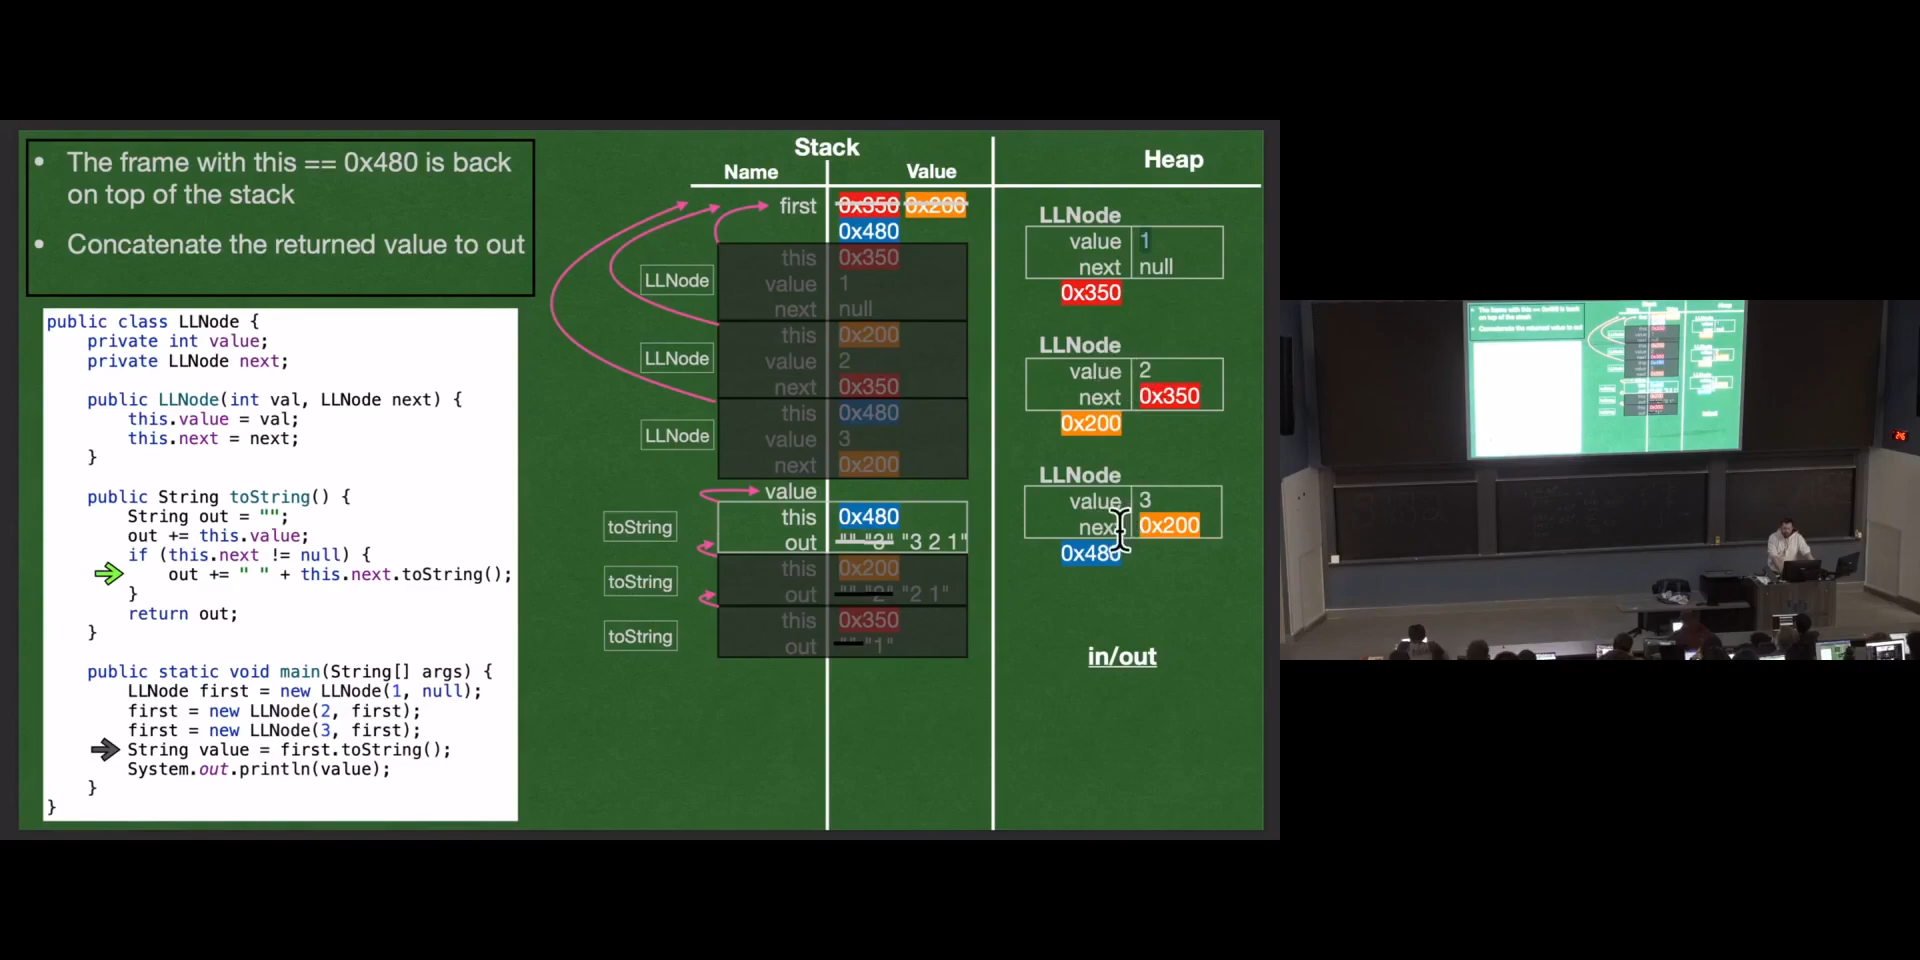 • The frame with this == 0x480 is back
on top of the stack
• Concatenate the returned value to out
public class LLNode {
private int value;
private LLNode next;
public LLNode(int val, LLNode next) {
this.value = val;
this.next = next;
}
public String toString() {
String out = "";
out += this.value;
if (this.next != null) {
out += " " + this.next.toString();
}
return out;
}
public static void main(String[] args) {
LLNode first = new LLNode(1, null);
first = new LLNode(2, first);
first = new LLNode(3, first);
String value = first.toString();
System.out.println(value);
}
}
Stack
Name Value
first 0x350 0x200
0x480
LLNode
this 0x350
value 1
next null
LLNode
this 0x200
value 2
next 0x350
LLNode
this 0x480
value 3
next 0x200
value
toString
this 0x480
out "" "3" "3 2 1"
toString
this 0x200
out "" "2" "2 1"
toString
this 0x350
out "" "1"
Heap
LLNode
value 1
next null
0x350
LLNode
value 2
next 0x350
0x200
LLNode
value 3
next 0x200
0x480
in/out